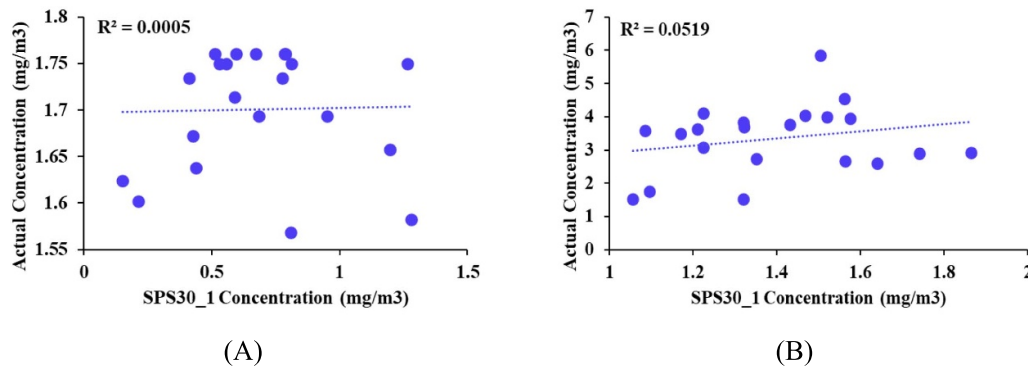 R² = 0.0005
Actual Concentration (mg/m3)
1.8
1.75
1.7
1.65
1.6
1.55
0 0.5 1 1.5
SPS30_1 Concentration (mg/m3)
(A)
R² = 0.0519
Actual Concentration (mg/m3)
7
6
5
4
3
2
1
0
1 1.2 1.4 1.6 1.8 2
SPS30_1 Concentration (mg/m3)
(B)